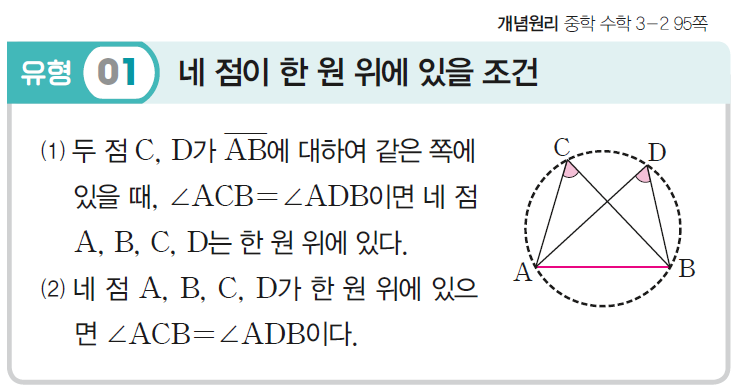 개념원리 중학 수학 3-2 95쪽
유형 01 네 점이 한 원 위에 있을 조건
(1) 두 점 C, D가 \overline{AB}에 대하여 같은 쪽에
있을 때, ∠ACB=∠ADB이면 네 점
A, B, C, D는 한 원 위에 있다.
(2) 네 점 A, B, C, D가 한 원 위에 있으
면 ∠ACB=∠ADB이다.
C
D
A
B